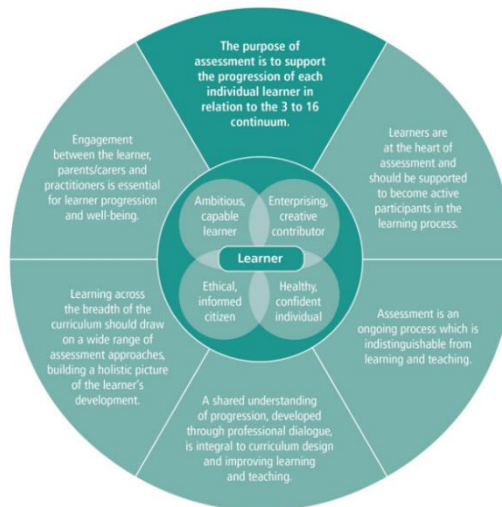 The purpose of
assessment is to support
the progression of each
individual learner in
relation to the 3 to 16
continuum.
Learners are
at the heart of
assessment and
should be supported
to become active
participants in the
learning process.
Assessment is an
ongoing process which is
indistinguishable from
learning and teaching.
A shared understanding
of progression, developed
through professional dialogue,
is integral to curriculum design
and improving learning
and teaching.
Learning across
the breadth of the
curriculum should draw
on a wide range of
assessment approaches,
building a holistic picture
of the learner's
development.
Engagement
between the learner,
parents/carers and
practitioners is essential
for learner progression
and well-being.
Ambitious,
capable
learner
Enterprising,
creative
contributor
Learner
Ethical,
informed
citizen
Healthy,
confident
individual